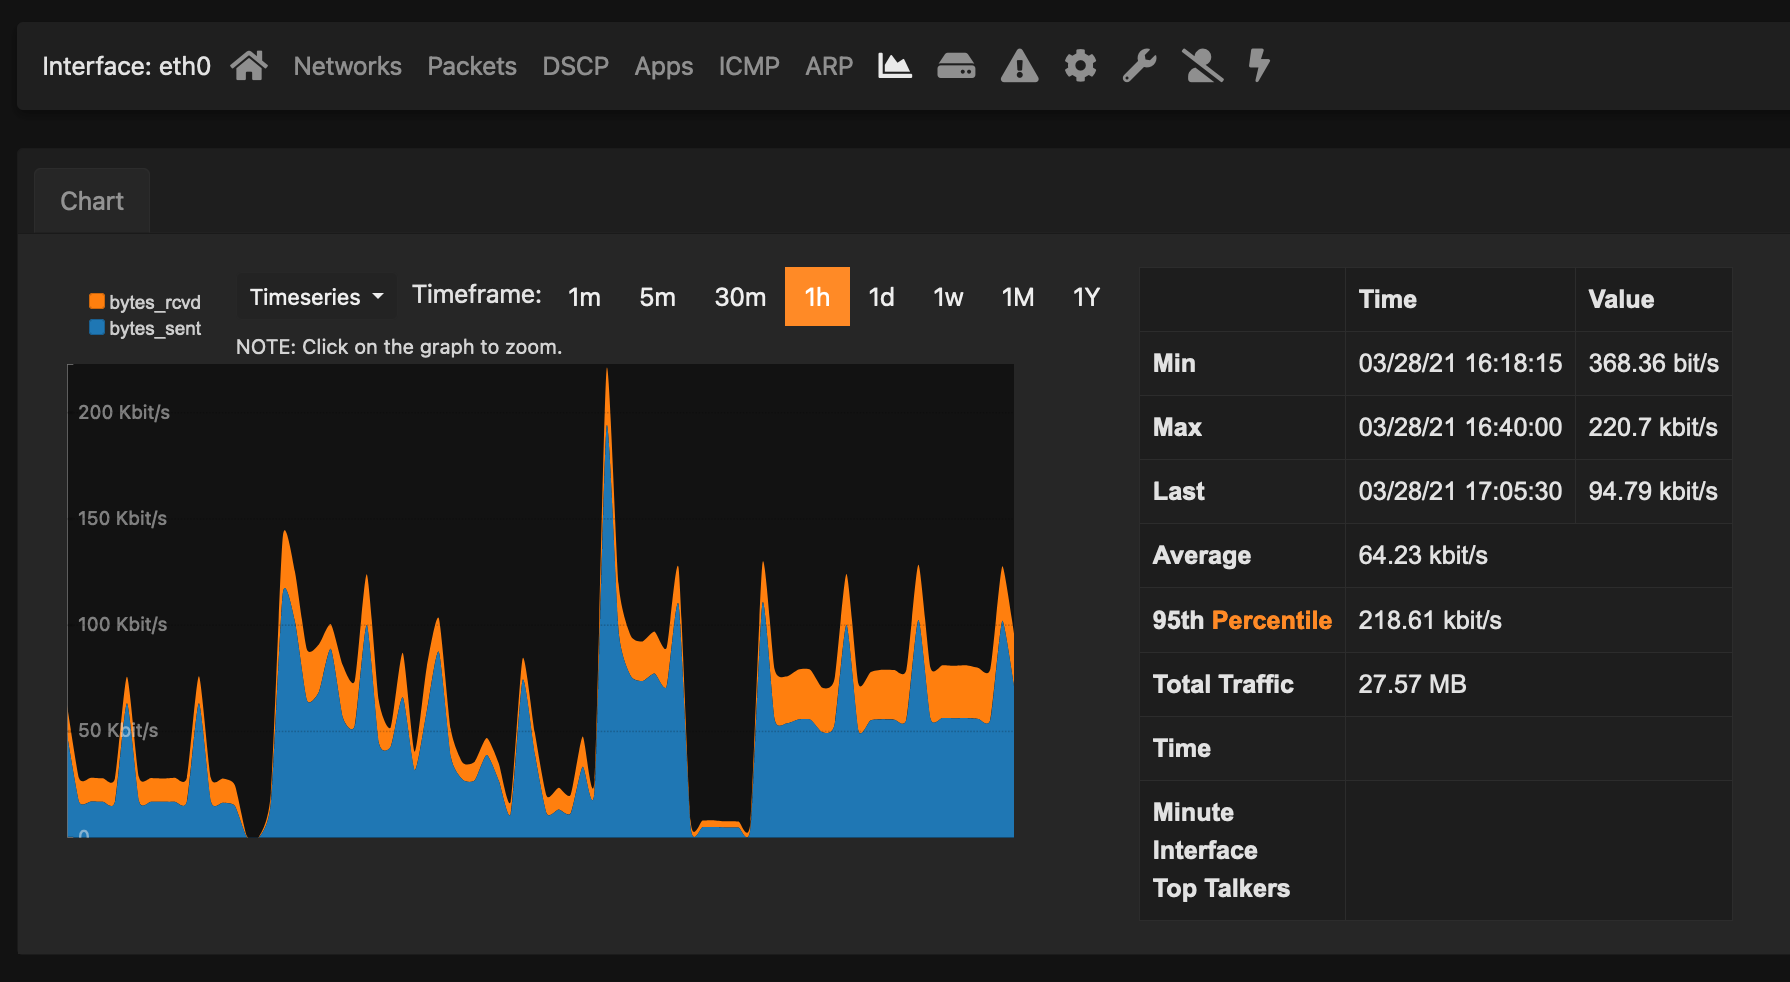 Interface: eth0 Networks Packets DSCP Apps ICMP ARP
Chart
bytes_rcvd
bytes_sent
Timeseries Timeframe: 1m 5m 30m 1h 1d 1w 1M 1Y
NOTE: Click on the graph to zoom.
200 Kbit/s
150 Kbit/s
100 Kbit/s
50 Kbit/s
0
Time Value
Min 03/28/21 16:18:15 368.36 bit/s
Max 03/28/21 16:40:00 220.7 kbit/s
Last 03/28/21 17:05:30 94.79 kbit/s
Average 64.23 kbit/s
95th Percentile 218.61 kbit/s
Total Traffic 27.57 MB
Time
Minute
Interface
Top Talkers